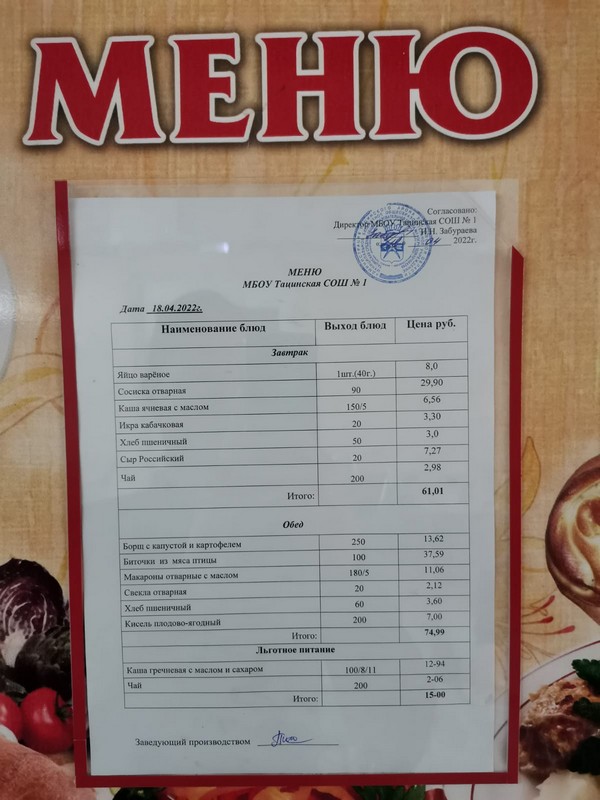 МЕНЮ
Согласовано:
Директор МБОУ Тацинская СОШ № 1
И.Н. Забураева
04 2022г.
МЕНЮ
МБОУ Тацинская СОШ № 1
Дата 18.04.2022г.
Наименование блюд Выход блюд Цена руб.
Завтрак
Яйцо варёное 1шт.(40г.) 8,0
Сосиска отварная 90 29,90
Каша ячневая с маслом 150/5 6,56
Икра кабачковая 20 3,30
Хлеб пшеничный 50 3,0
Сыр Российский 20 7,27
Чай 200 2,98
Итого: 61,01
Обед
Борщ с капустой и картофелем 250 13,62
Биточки из мяса птицы 100 37,59
Макароны отварные с маслом 180/5 11,06
Свекла отварная 20 2,12
Хлеб пшеничный 60 3,60
Кисель плодово-ягодный 200 7,00
Итого: 74,99
Льготное питание
Каша гречневая с маслом и сахаром 100/8/11 12-94
Чай 200 2-06
Итого: 15-00
Заведующий производством